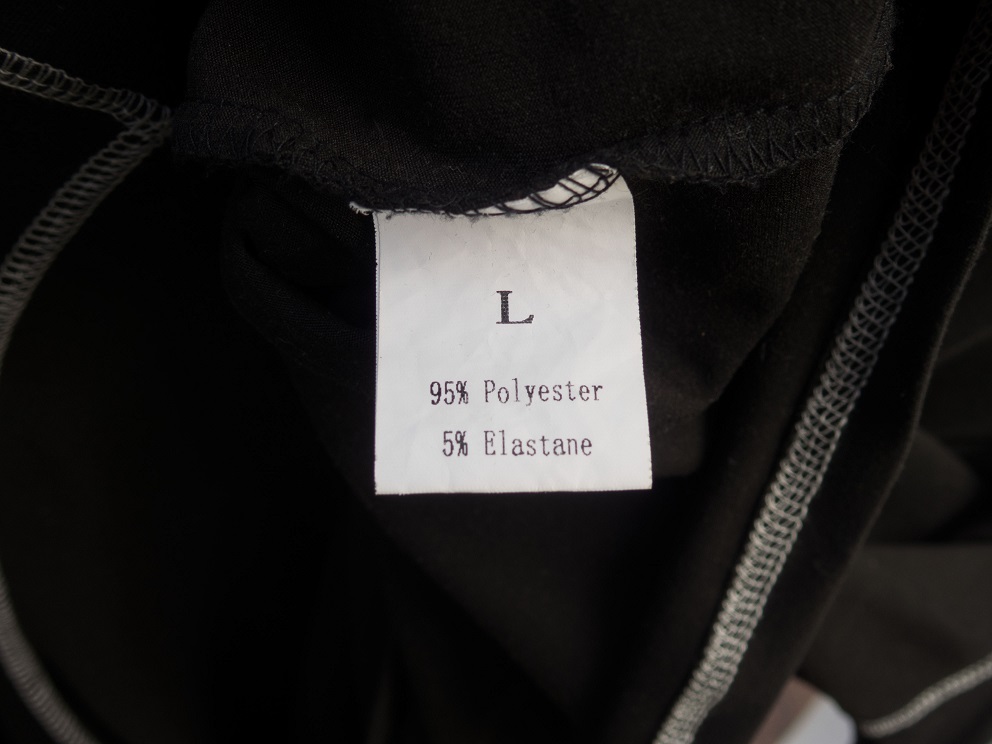 L
95% Polyester
5% Elastane